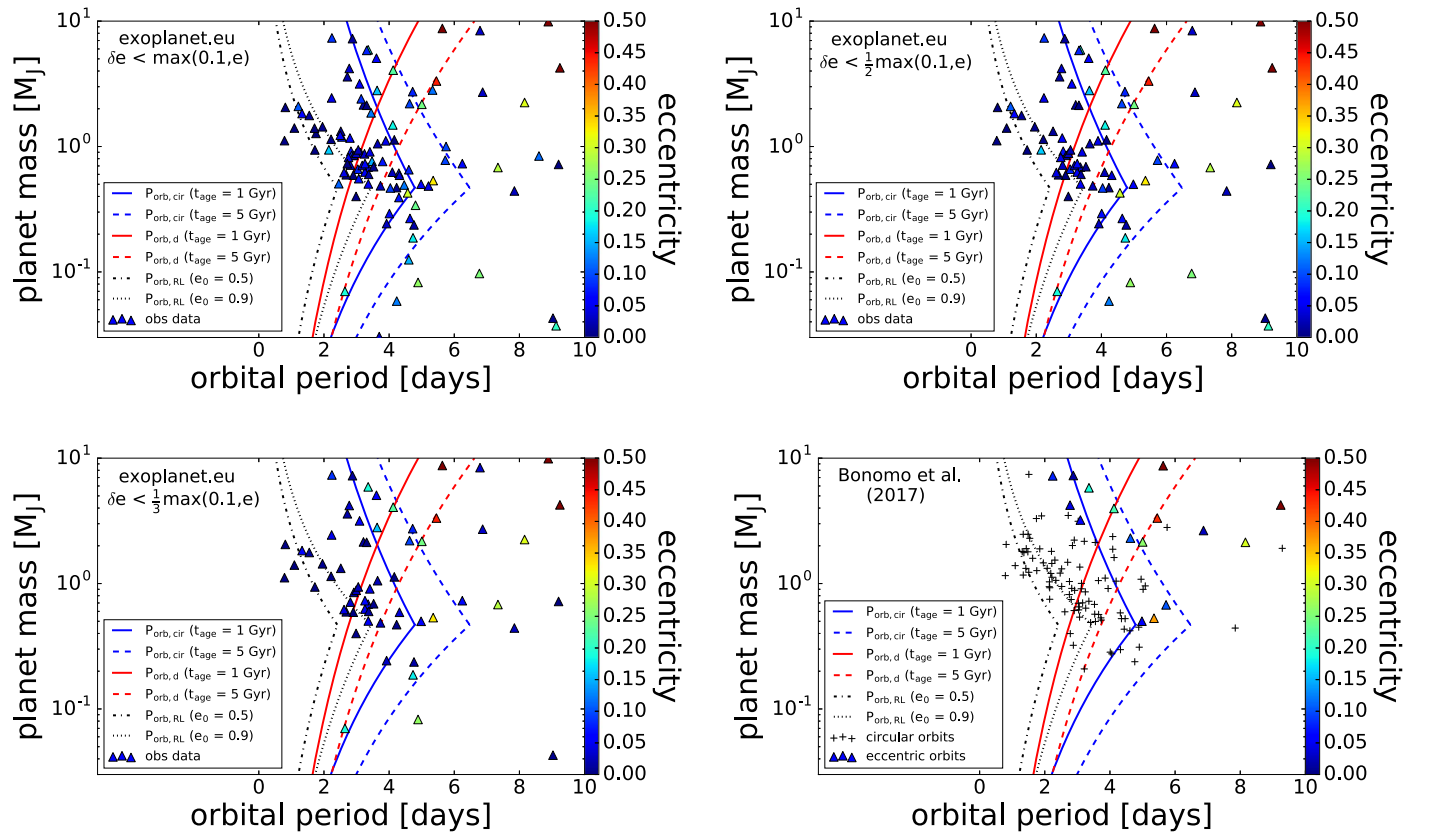 exoplanet.eu
δe < max(0.1,e)
planet mass [M_J]
10^1
10^0
10^-1
P_orb,cir (t_age = 1 Gyr)
P_orb,cir (t_age = 5 Gyr)
P_orb,d (t_age = 1 Gyr)
P_orb,d (t_age = 5 Gyr)
P_orb,RL (e_0 = 0.5)
P_orb,RL (e_0 = 0.9)
obs data
0 2 4 6 8 10
orbital period [days]
0.50
0.45
0.40
0.35
0.30
0.25
0.20
0.15
0.10
0.05
0.00
eccentricity
exoplanet.eu
δe < 1/2 max(0.1,e)
planet mass [M_J]
10^1
10^0
10^-1
P_orb,cir (t_age = 1 Gyr)
P_orb,cir (t_age = 5 Gyr)
P_orb,d (t_age = 1 Gyr)
P_orb,d (t_age = 5 Gyr)
P_orb,RL (e_0 = 0.5)
P_orb,RL (e_0 = 0.9)
obs data
0 2 4 6 8 10
orbital period [days]
0.50
0.45
0.40
0.35
0.30
0.25
0.20
0.15
0.10
0.05
0.00
eccentricity
exoplanet.eu
δe < 1/3 max(0.1,e)
planet mass [M_J]
10^1
10^0
10^-1
P_orb,cir (t_age = 1 Gyr)
P_orb,cir (t_age = 5 Gyr)
P_orb,d (t_age = 1 Gyr)
P_orb,d (t_age = 5 Gyr)
P_orb,RL (e_0 = 0.5)
P_orb,RL (e_0 = 0.9)
obs data
0 2 4 6 8 10
orbital period [days]
0.50
0.45
0.40
0.35
0.30
0.25
0.20
0.15
0.10
0.05
0.00
eccentricity
Bonomo et al.
(2017)
planet mass [M_J]
10^1
10^0
10^-1
P_orb,cir (t_age = 1 Gyr)
P_orb,cir (t_age = 5 Gyr)
P_orb,d (t_age = 1 Gyr)
P_orb,d (t_age = 5 Gyr)
P_orb,RL (e_0 = 0.5)
P_orb,RL (e_0 = 0.9)
circular orbits
eccentric orbits
0 2 4 6 8 10
orbital period [days]
0.50
0.45
0.40
0.35
0.30
0.25
0.20
0.15
0.10
0.05
0.00
eccentricity